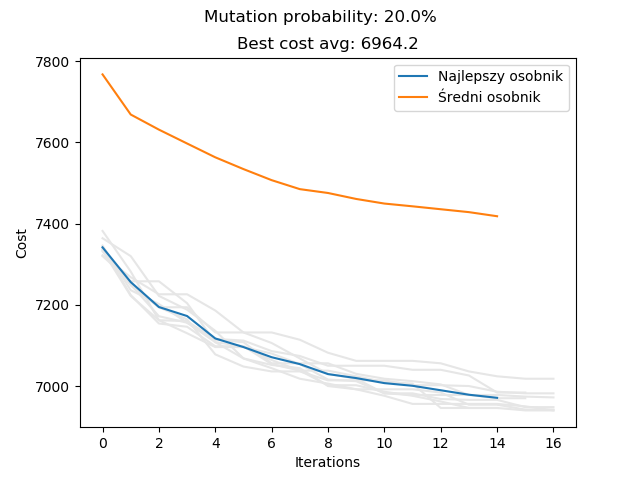 Mutation probability: 20.0%
Best cost avg: 6964.2
Najlepszy osobnik
Średni osobnik
7800
7600
7400
7200
7000
Cost
0 2 4 6 8 10 12 14 16
Iterations